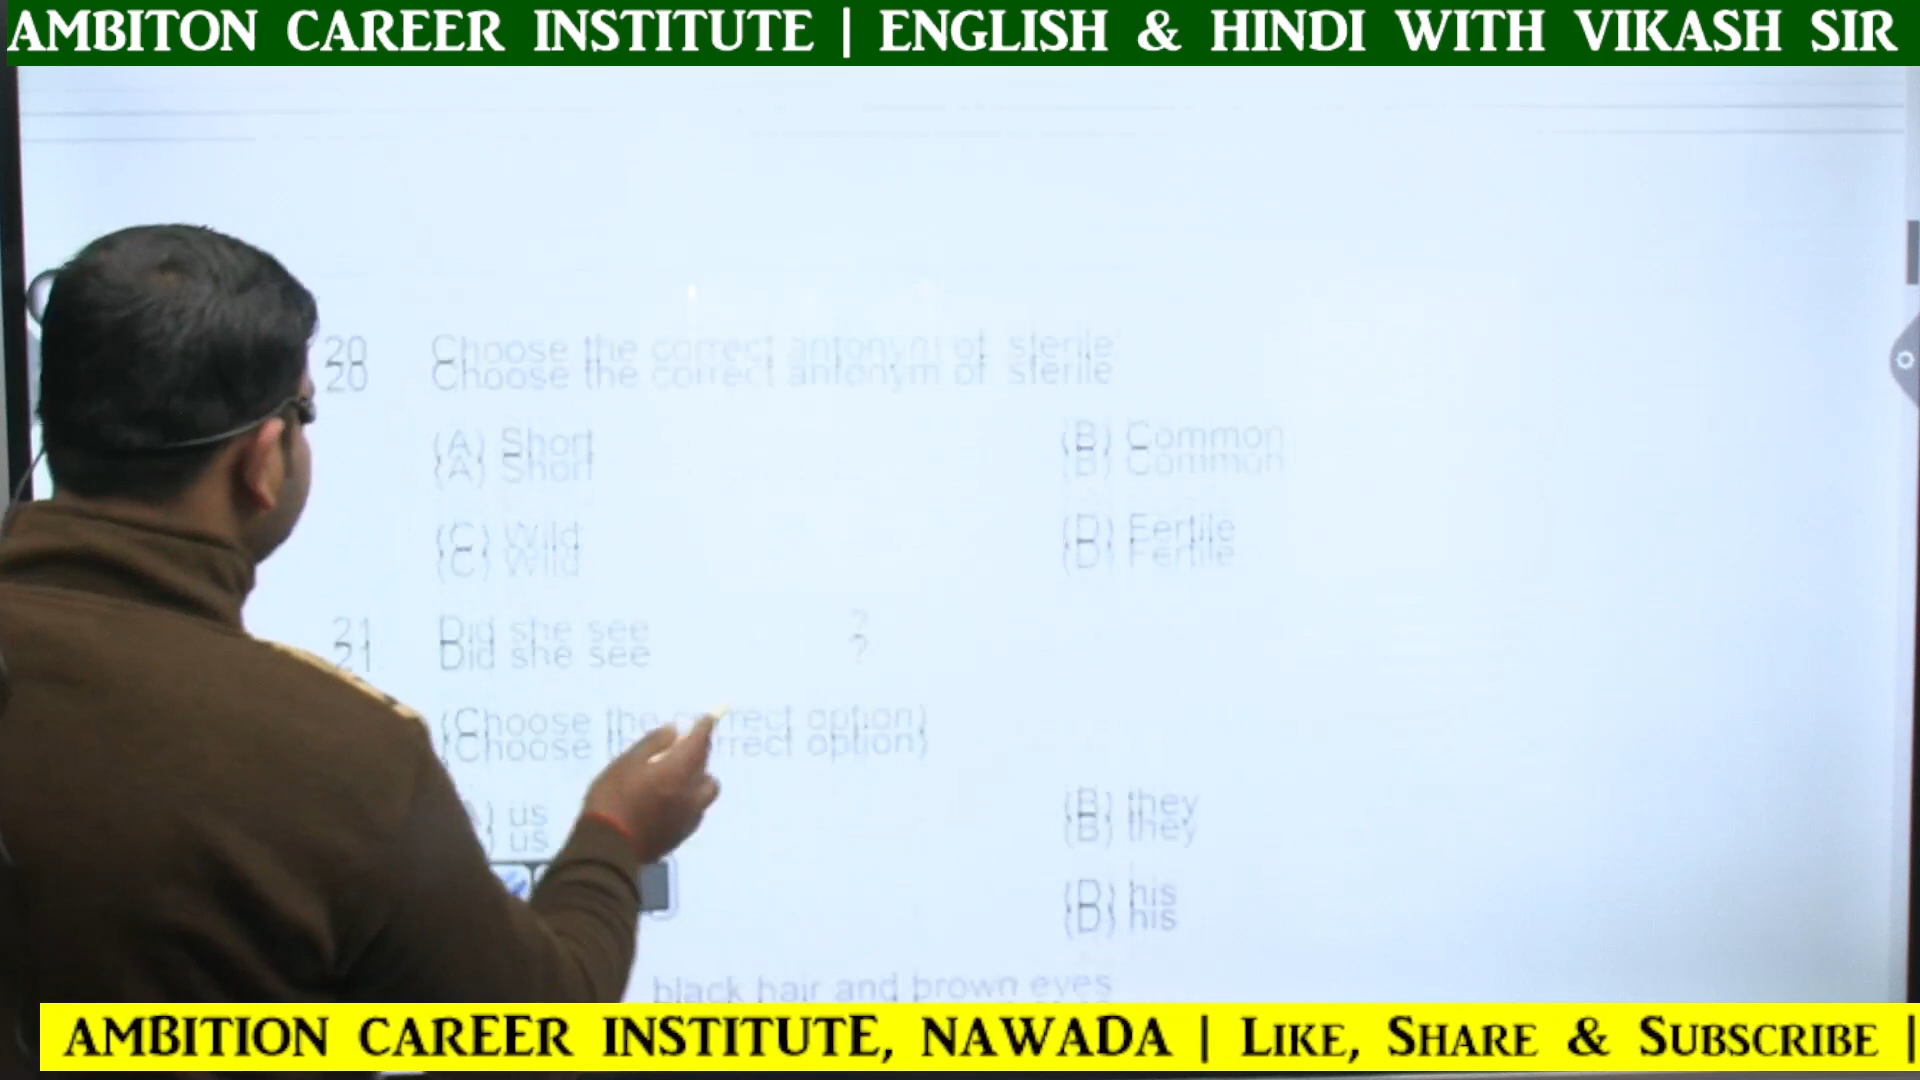 AMBITON CAREER INSTITUTE | ENGLISH & HINDI WITH VIKASH SIR
20 Choose the correct antonym of sterile
(A) Short (B) Common
(C) Wild (D) Fertile
21 Did she see ?
(Choose the correct option)
) us (B) they
(D) his
black hair and brown eyes
AMBITION CAREER INSTITUTE, NAWADA | LIKE, SHARE & SUBSCRIBE |